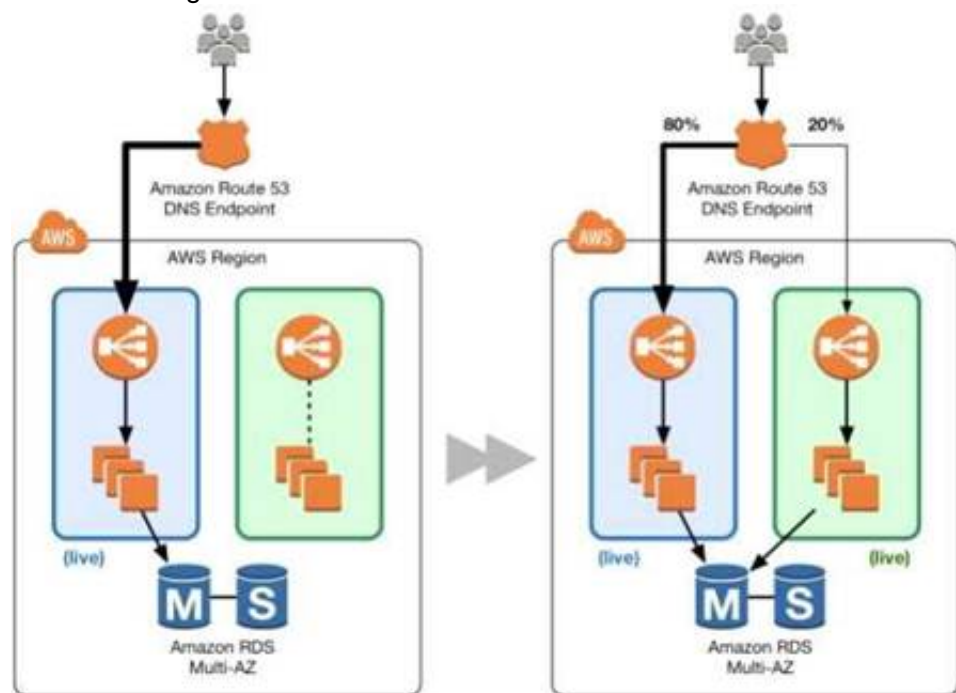 Amazon Route 53
DNS Endpoint
AWS
AWS Region
(live)
M
S
Amazon RDS
Multi-AZ
80%
20%
Amazon Route 53
DNS Endpoint
AWS
AWS Region
(live)
(live)
M
S
Amazon RDS
Multi-AZ